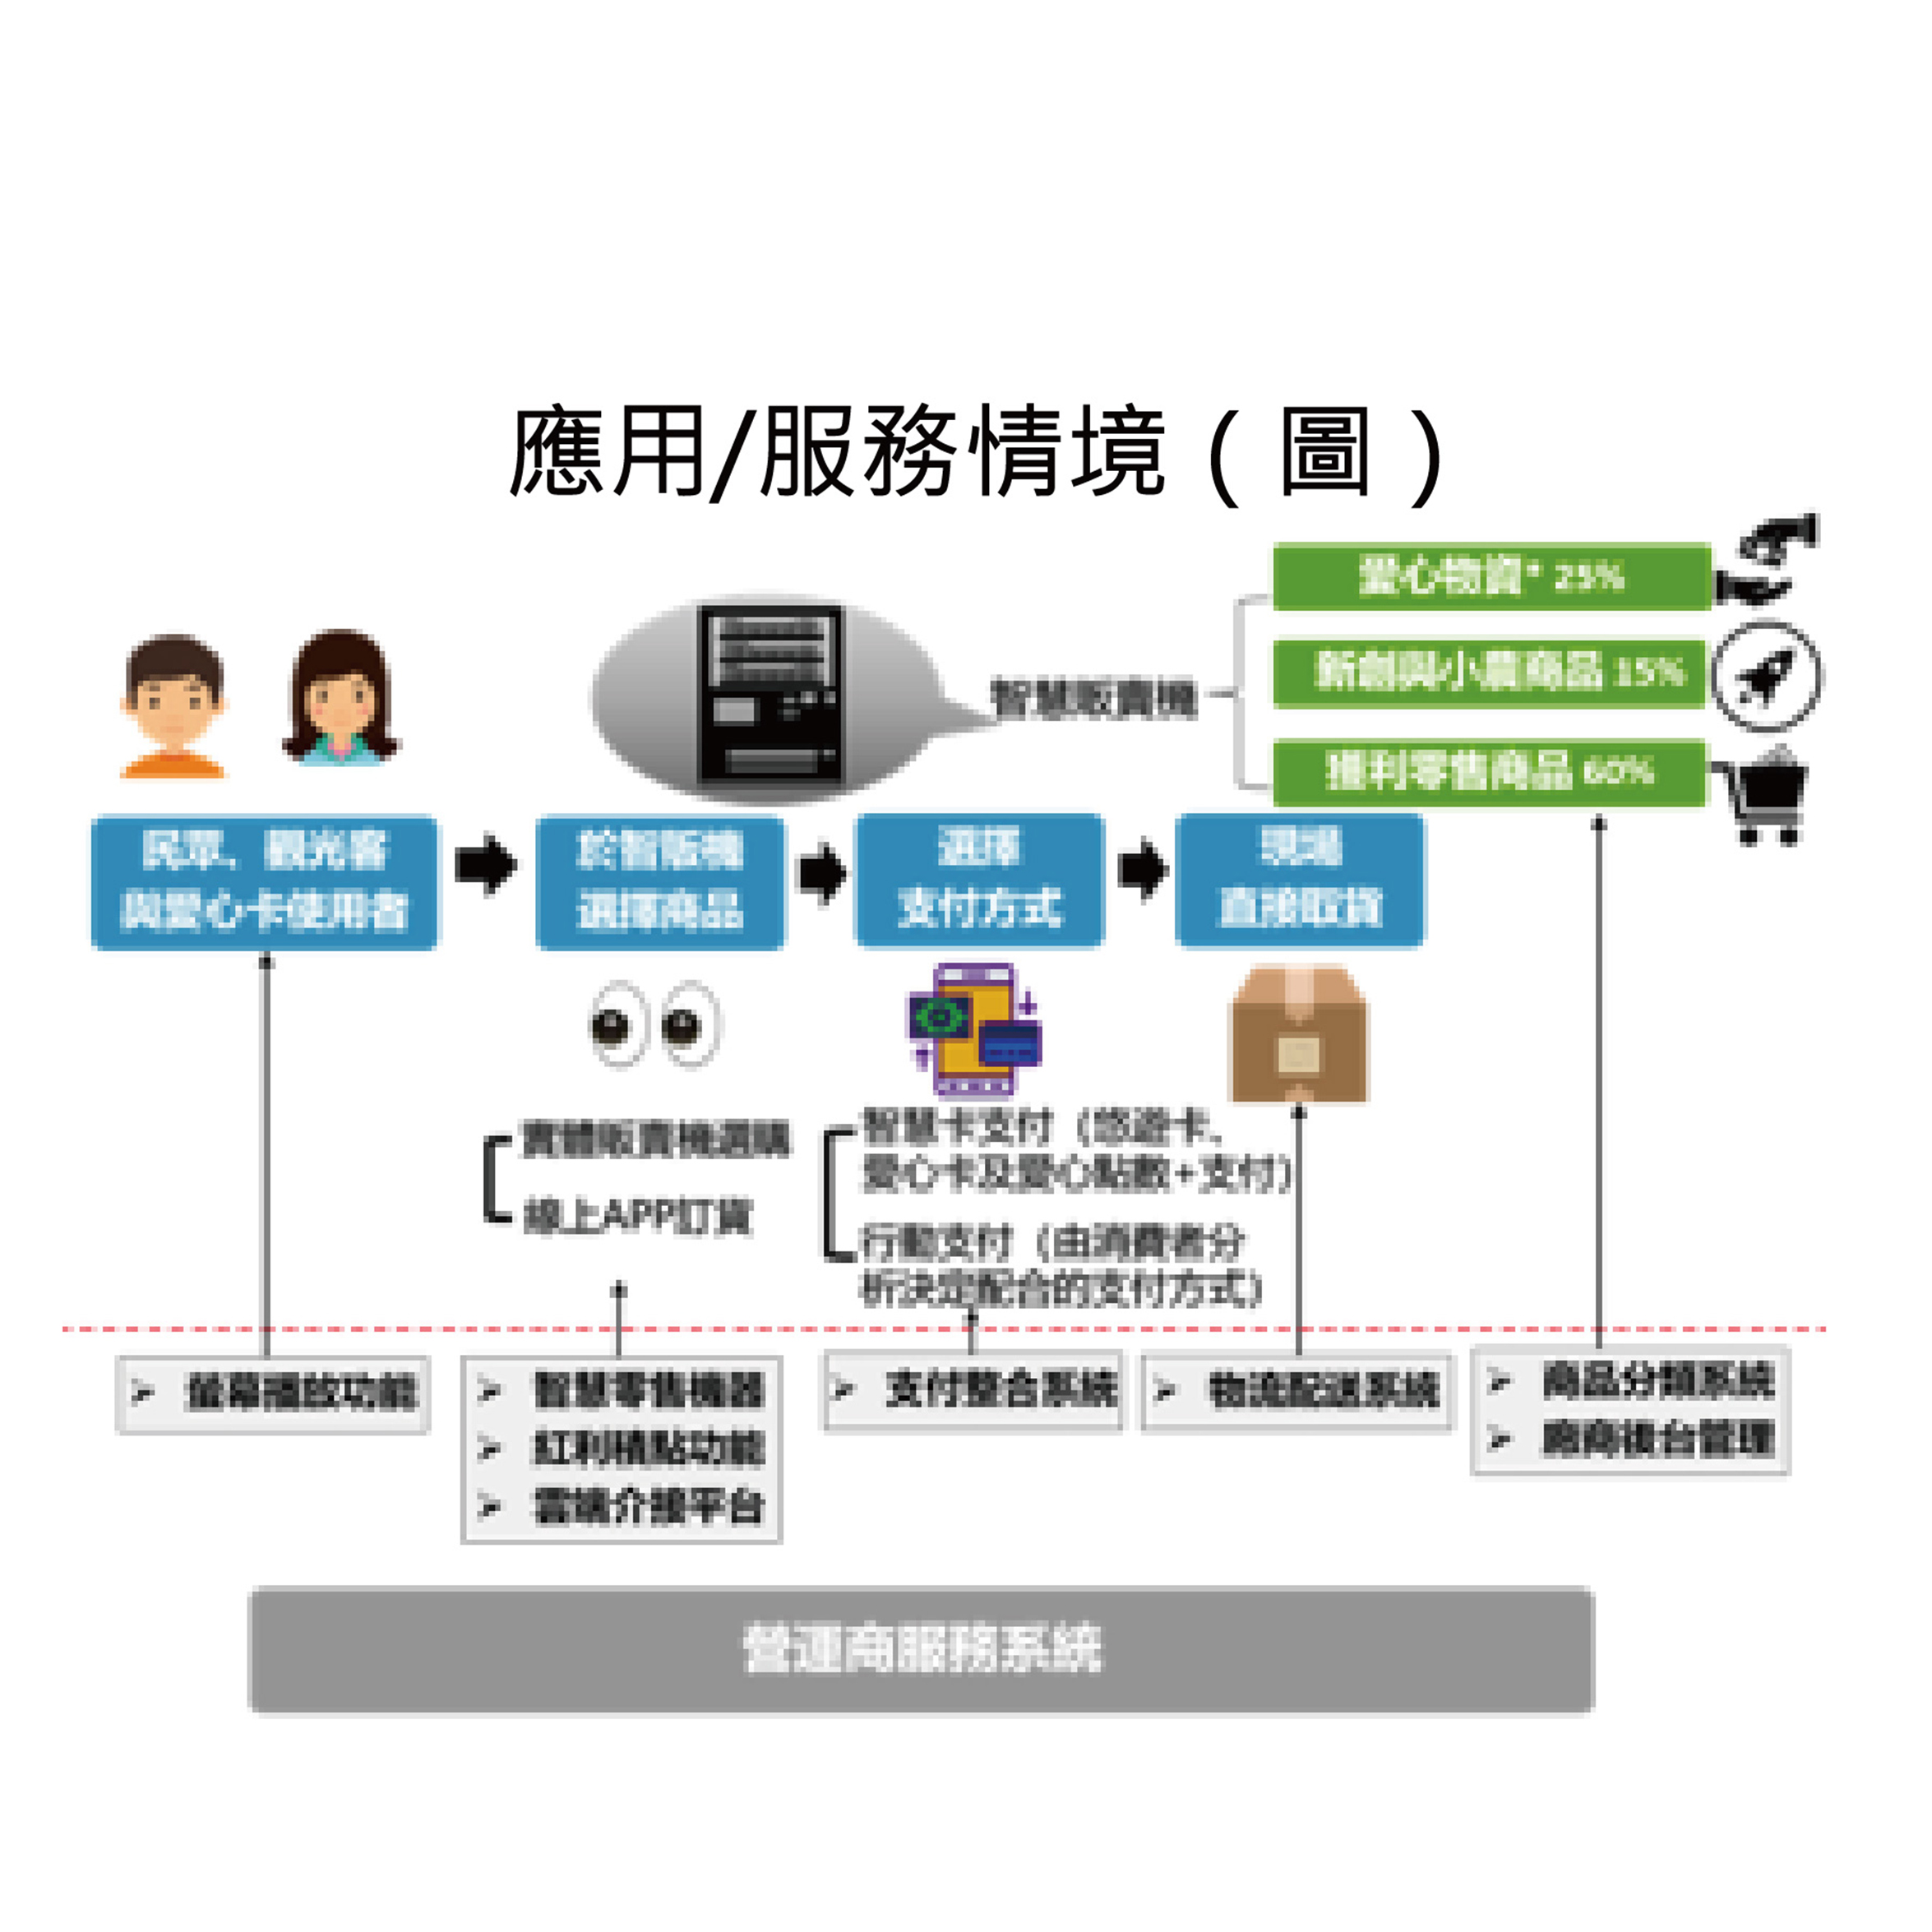 應用/服務情境（圖）
愛心物資* 25%
新創與小農商品 15%
獲利零售商品 60%
智慧販賣機
民眾、觀光客
與愛心卡使用者
於智販機
選擇商品
選擇
支付方式
現場
直接取貨
實體販賣機選購
線上APP訂貨
智慧卡支付（悠遊卡、
愛心卡及愛心點數+支付）
行動支付（由消費者分
析決定配合的支付方式）
螢幕播放功能
智慧零售機器
紅利積點功能
雲端介接平台
支付整合系統
物流配送系統
商品分類系統
廠商後台管理
營運商服務系統